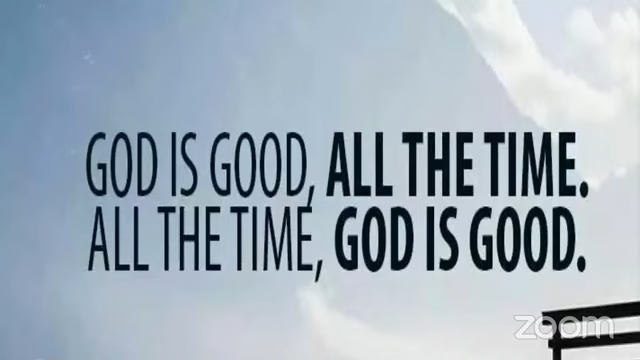 GOD IS GOOD, ALL THE TIME.
ALL THE TIME, GOD IS GOOD.
zoom